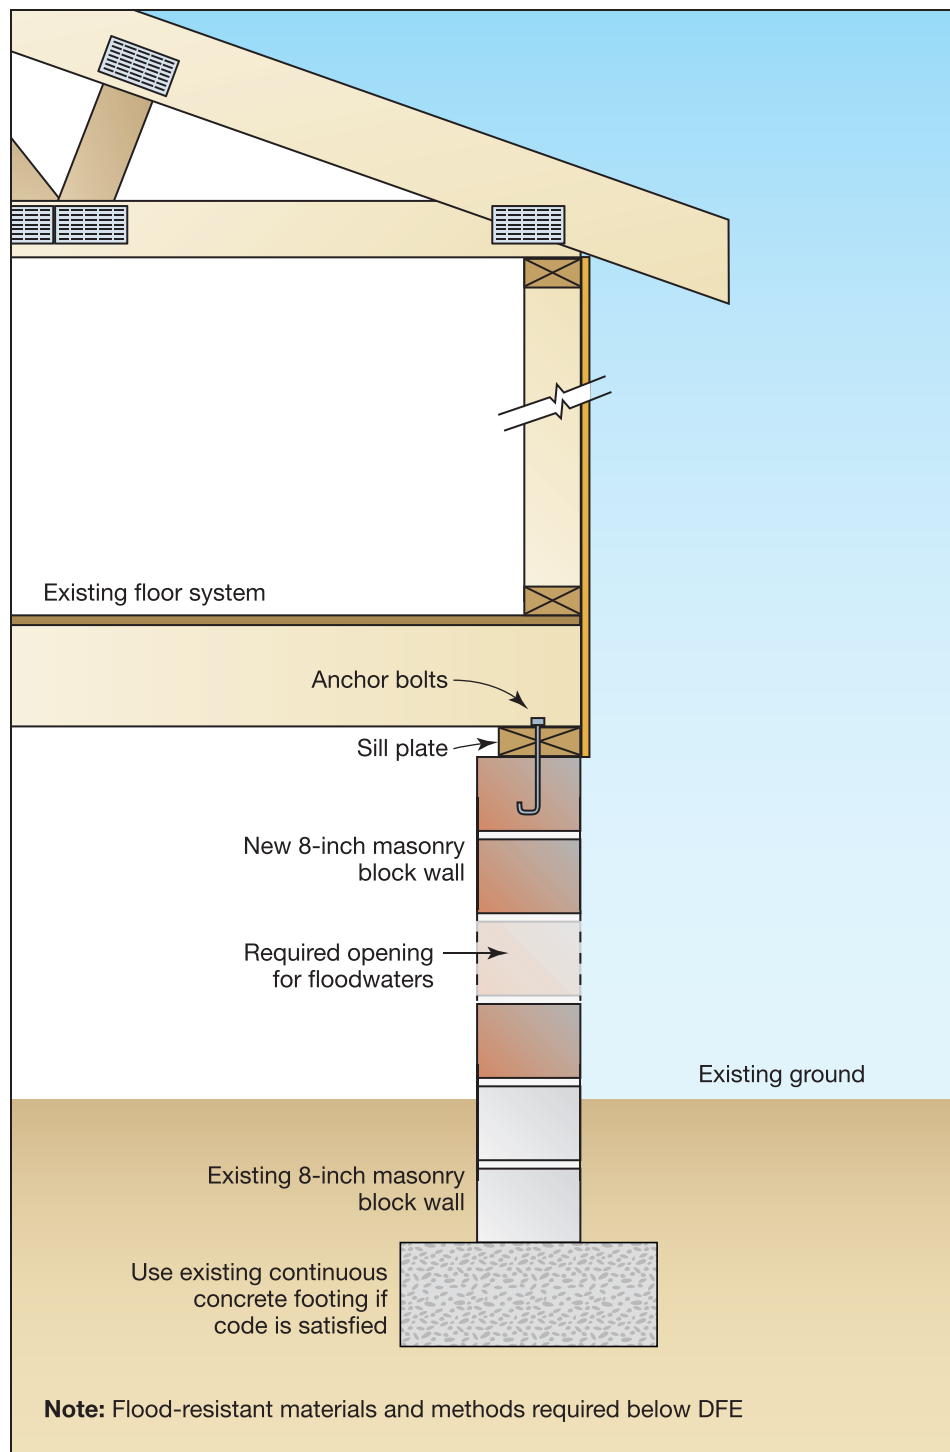 Existing floor system
Anchor bolts
Sill plate
New 8-inch masonry
block wall
Required opening
for floodwaters
Existing ground
Existing 8-inch masonry
block wall
Use existing continuous
concrete footing if
code is satisfied
Note: Flood-resistant materials and methods required below DFE